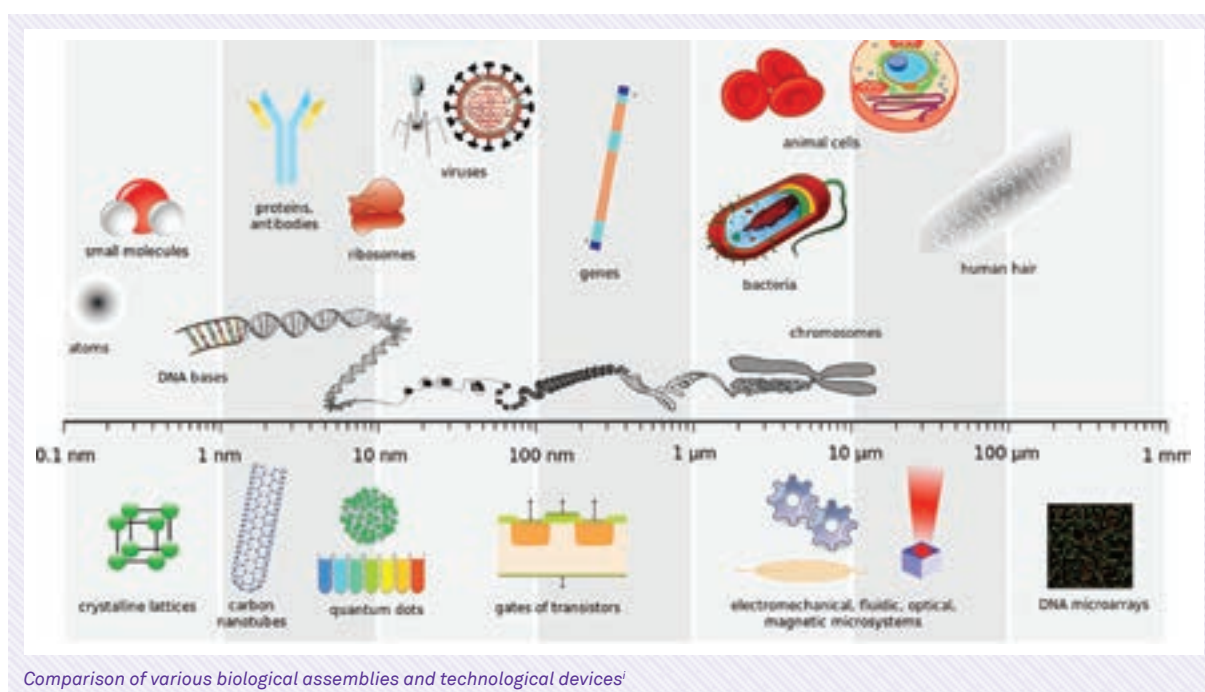 animal cells
viruses
proteins,
antibodies
small molecules
ribosomes
genes
bacteria
human hair
atoms
DNA bases
chromosomes
0.1 nm 1 nm 10 nm 100 nm 1 µm 10 µm 100 µm 1 mm
crystalline lattices
carbon
nanotubes
quantum dots
gates of transistors
electromechanical, fluidic, optical,
magnetic microsystems
DNA microarrays
Comparison of various biological assemblies and technological devicesⁱ